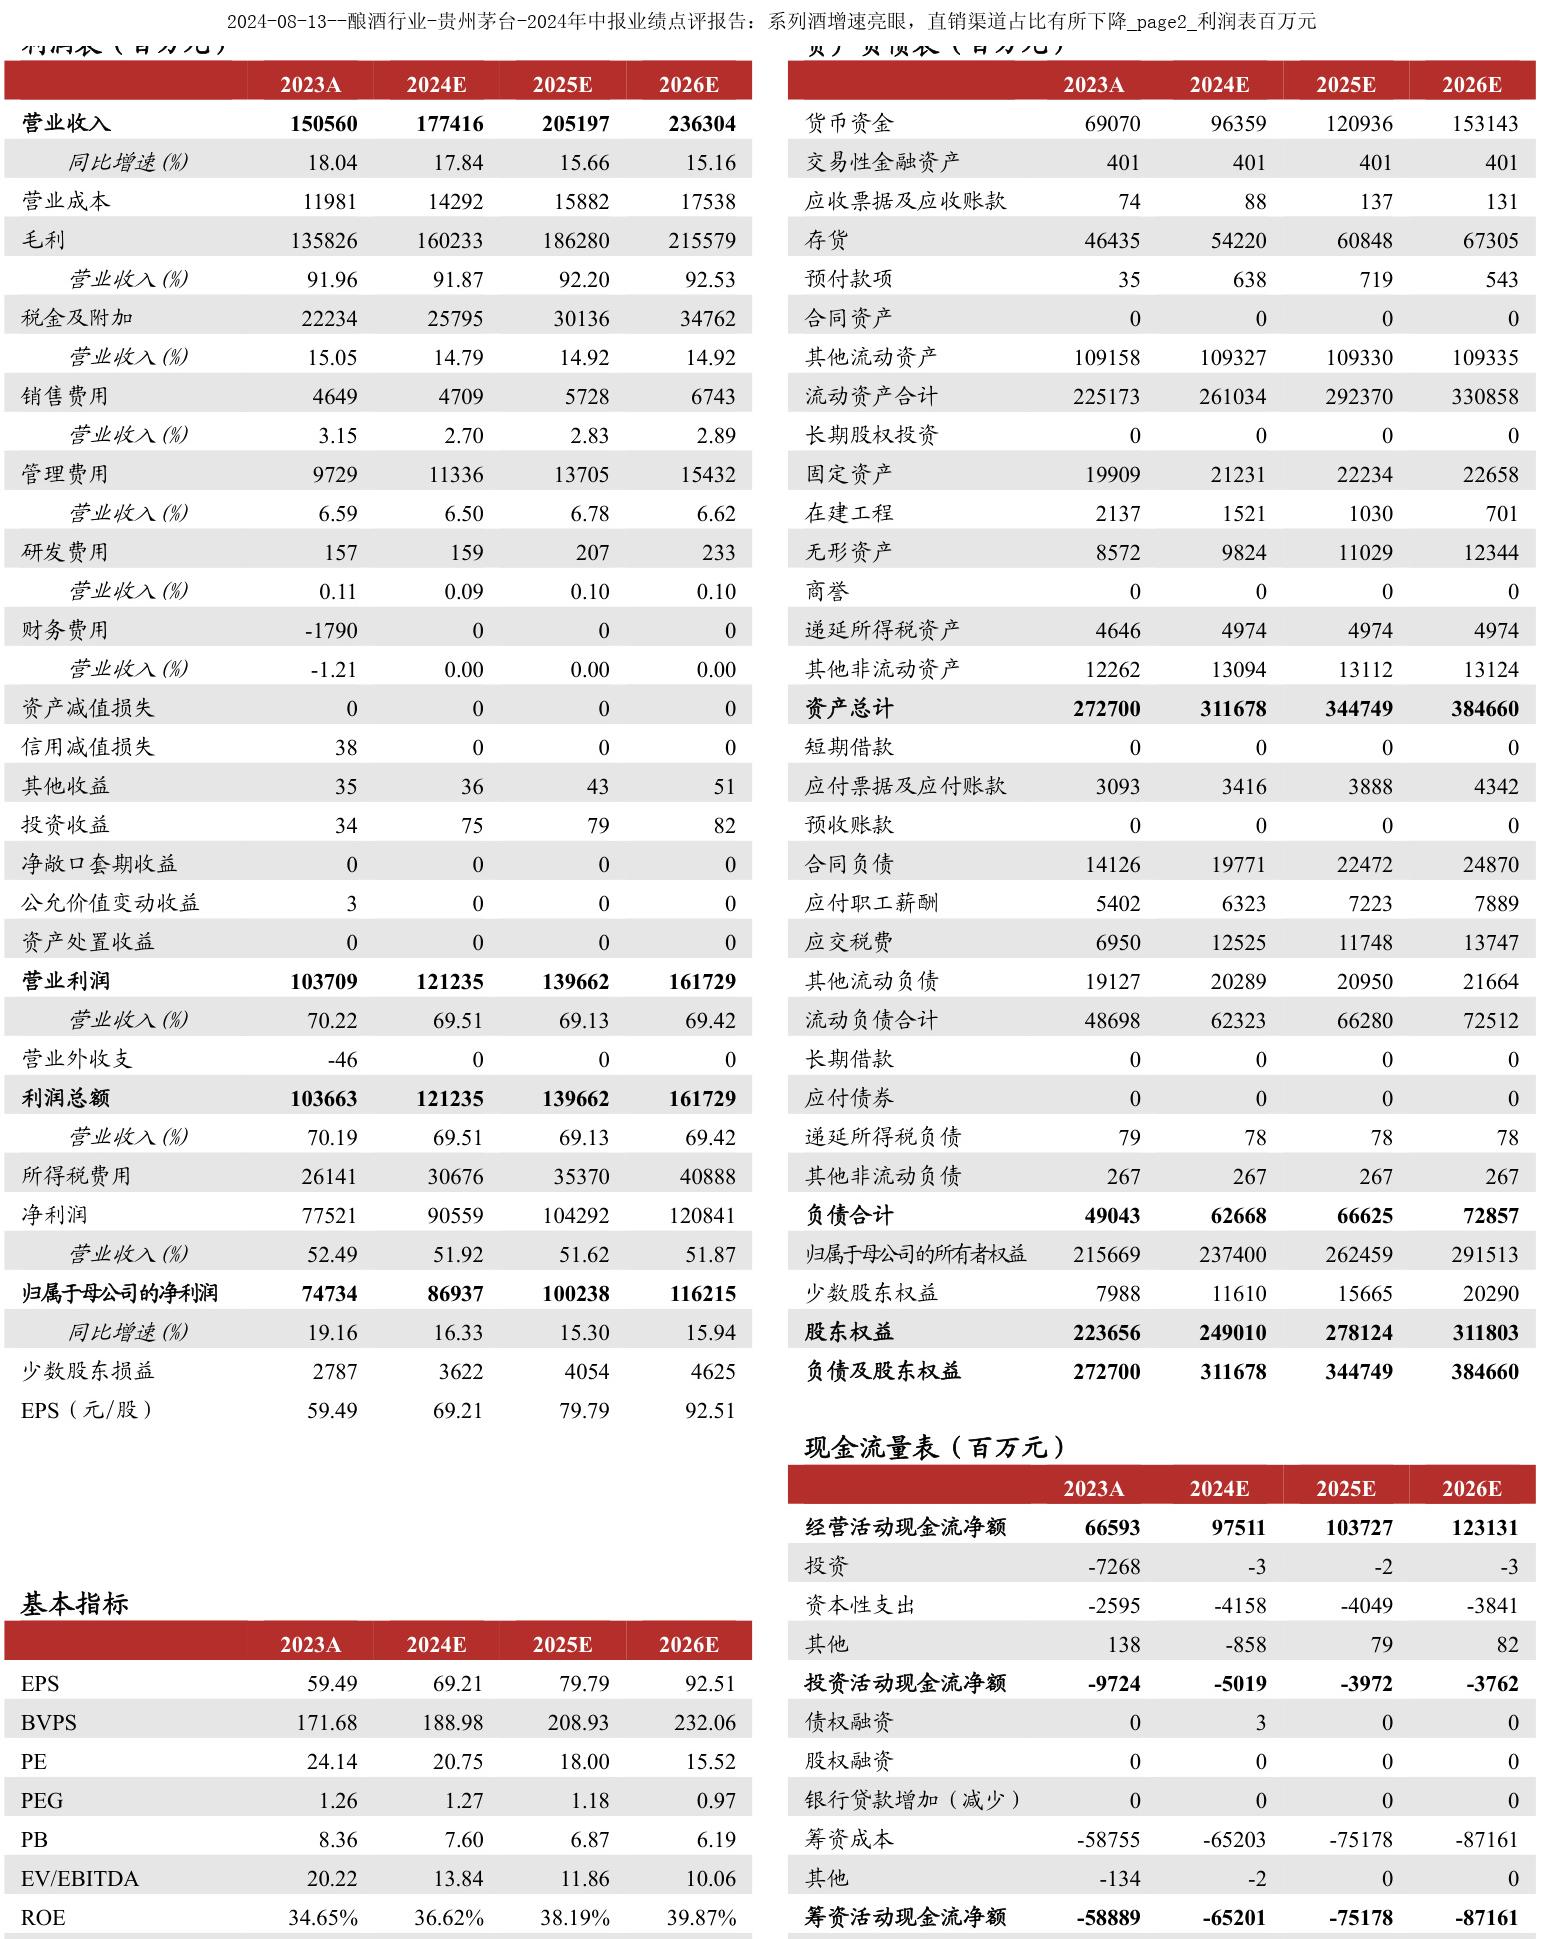 2024-08-13--酿酒行业-贵州茅台-2024年中报业绩点评报告：系列酒增速亮眼，直销渠道占比有所下降_page2_利润表百万元
利润表（百万元）
2023A 2024E 2025E 2026E
营业收入 150560 177416 205197 236304
同比增速(%) 18.04 17.84 15.66 15.16
营业成本 11981 14292 15882 17538
毛利 135826 160233 186280 215579
营业收入(%) 91.96 91.87 92.20 92.53
税金及附加 22234 25795 30136 34762
营业收入(%) 15.05 14.79 14.92 14.92
销售费用 4649 4709 5728 6743
营业收入(%) 3.15 2.70 2.83 2.89
管理费用 9729 11336 13705 15432
营业收入(%) 6.59 6.50 6.78 6.62
研发费用 157 159 207 233
营业收入(%) 0.11 0.09 0.10 0.10
财务费用 -1790 0 0 0
营业收入(%) -1.21 0.00 0.00 0.00
资产减值损失 0 0 0 0
信用减值损失 38 0 0 0
其他收益 35 36 43 51
投资收益 34 75 79 82
净敞口套期收益 0 0 0 0
公允价值变动收益 3 0 0 0
资产处置收益 0 0 0 0
营业利润 103709 121235 139662 161729
营业收入(%) 70.22 69.51 69.13 69.42
营业外收支 -46 0 0 0
利润总额 103663 121235 139662 161729
营业收入(%) 70.19 69.51 69.13 69.42
所得税费用 26141 30676 35370 40888
净利润 77521 90559 104292 120841
营业收入(%) 52.49 51.92 51.62 51.87
归属于母公司的净利润 74734 86937 100238 116215
同比增速(%) 19.16 16.33 15.30 15.94
少数股东损益 2787 3622 4054 4625
EPS（元/股） 59.49 69.21 79.79 92.51
基本指标
2023A 2024E 2025E 2026E
EPS 59.49 69.21 79.79 92.51
BVPS 171.68 188.98 208.93 232.06
PE 24.14 20.75 18.00 15.52
PEG 1.26 1.27 1.18 0.97
PB 8.36 7.60 6.87 6.19
EV/EBITDA 20.22 13.84 11.86 10.06
ROE 34.65% 36.62% 38.19% 39.87%
资产负债表（百万元）
2023A 2024E 2025E 2026E
货币资金 69070 96359 120936 153143
交易性金融资产 401 401 401 401
应收票据及应收账款 74 88 137 131
存货 46435 54220 60848 67305
预付款项 35 638 719 543
合同资产 0 0 0 0
其他流动资产 109158 109327 109330 109335
流动资产合计 225173 261034 292370 330858
长期股权投资 0 0 0 0
固定资产 19909 21231 22234 22658
在建工程 2137 1521 1030 701
无形资产 8572 9824 11029 12344
商誉 0 0 0 0
递延所得税资产 4646 4974 4974 4974
其他非流动资产 12262 13094 13112 13124
资产总计 272700 311678 344749 384660
短期借款 0 0 0 0
应付票据及应付账款 3093 3416 3888 4342
预收账款 0 0 0 0
合同负债 14126 19771 22472 24870
应付职工薪酬 5402 6323 7223 7889
应交税费 6950 12525 11748 13747
其他流动负债 19127 20289 20950 21664
流动负债合计 48698 62323 66280 72512
长期借款 0 0 0 0
应付债券 0 0 0 0
递延所得税负债 79 78 78 78
其他非流动负债 267 267 267 267
负债合计 49043 62668 66625 72857
归属于母公司的所有者权益 215669 237400 262459 291513
少数股东权益 7988 11610 15665 20290
股东权益 223656 249010 278124 311803
负债及股东权益 272700 311678 344749 384660
现金流量表（百万元）
2023A 2024E 2025E 2026E
经营活动现金流净额 66593 97511 103727 123131
投资 -7268 -3 -2 -3
资本性支出 -2595 -4158 -4049 -3841
其他 138 -858 79 82
投资活动现金流净额 -9724 -5019 -3972 -3762
债权融资 0 3 0 0
股权融资 0 0 0 0
银行贷款增加（减少） 0 0 0 0
筹资成本 -58755 -65203 -75178 -87161
其他 -134 -2 0 0
筹资活动现金流净额 -58889 -65201 -75178 -87161